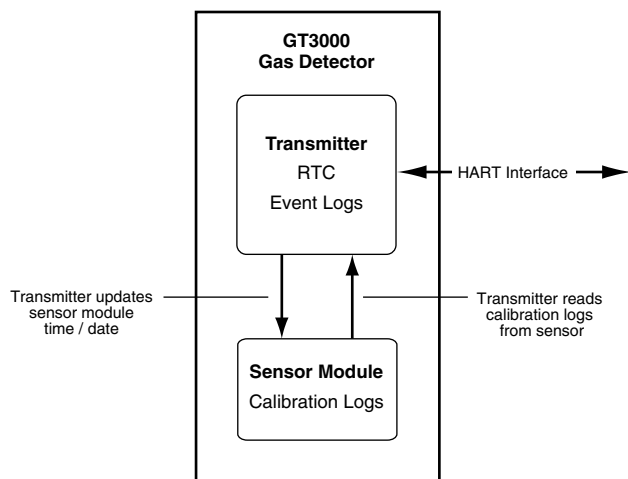 GT3000
Gas Detector
Transmitter
RTC
Event Logs
HART Interface
Transmitter updates
sensor module
time / date
Transmitter reads
calibration logs
from sensor
Sensor Module
Calibration Logs